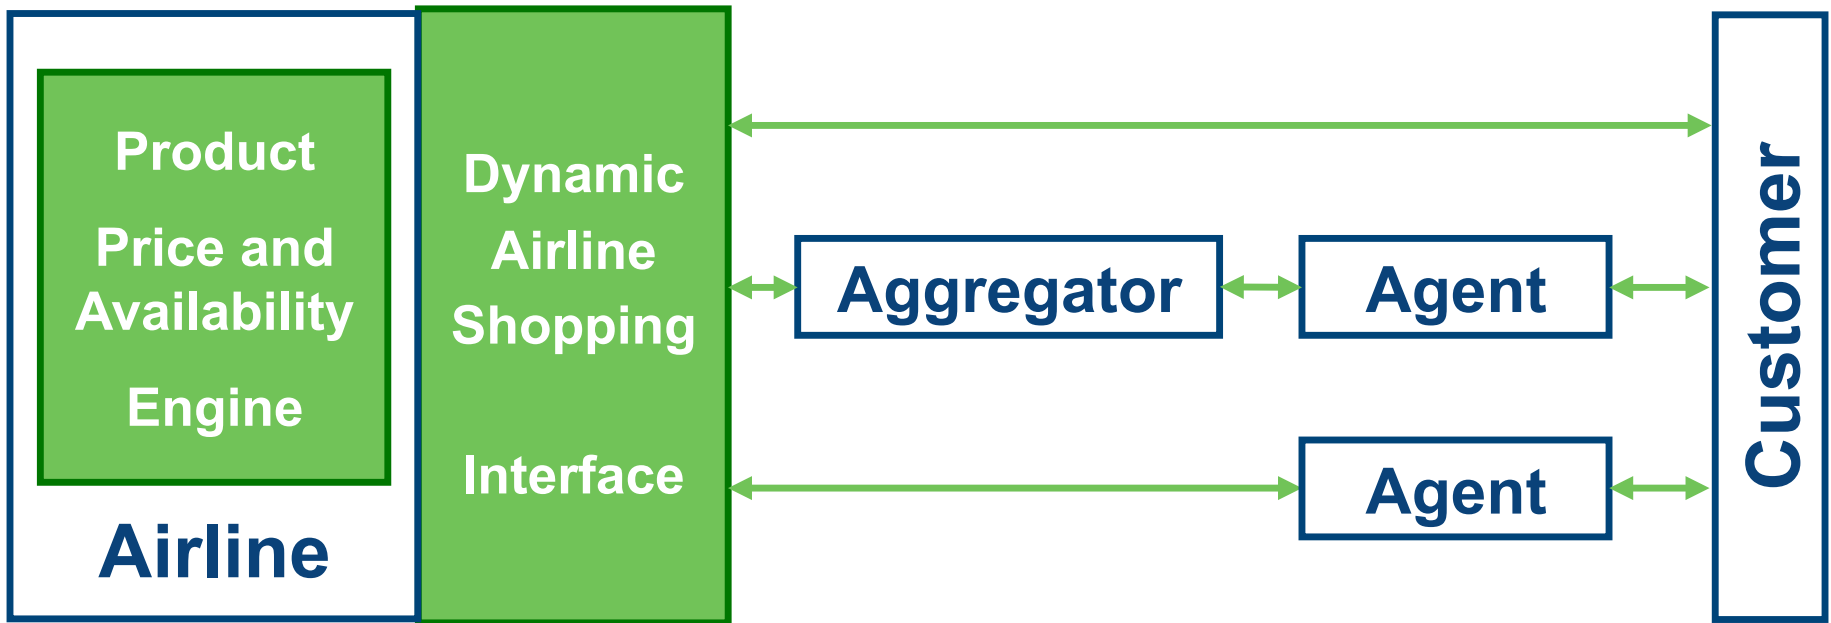 Product
Price and
Availability
Engine
Airline
Dynamic
Airline
Shopping
Interface
Aggregator
Agent
Agent
Customer